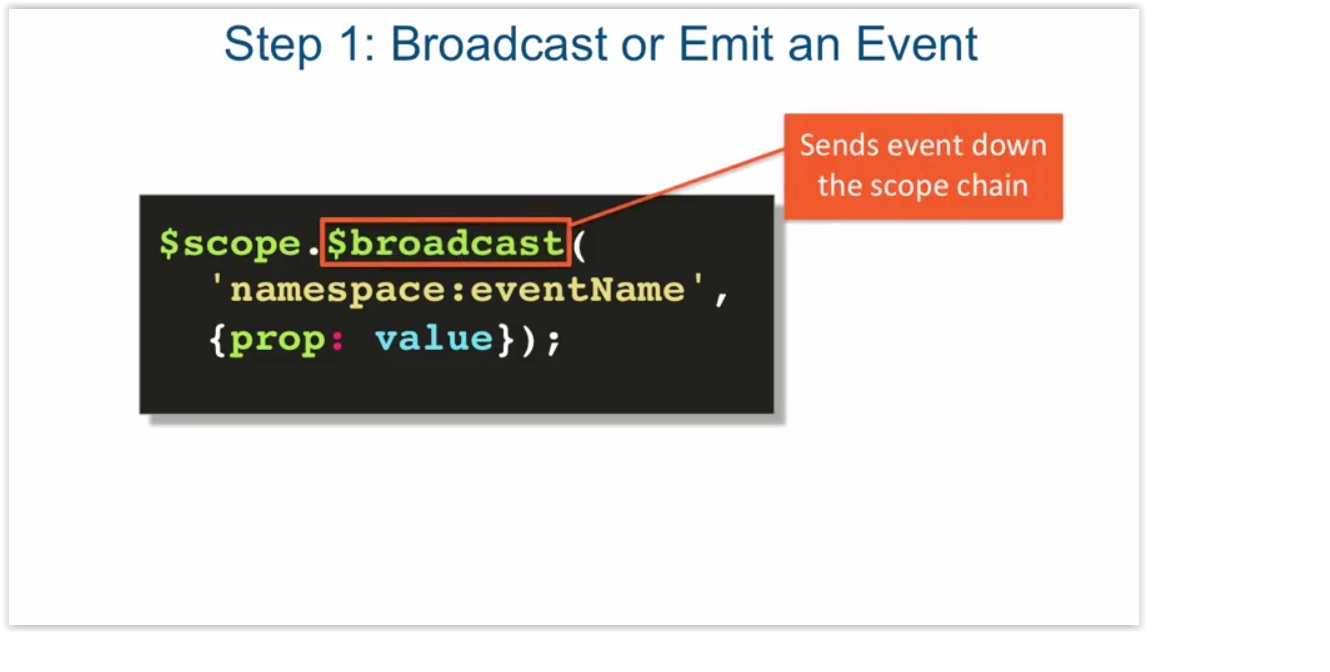 Step 1: Broadcast or Emit an Event
Sends event down
the scope chain
$scope.$broadcast(
'namespace:eventName',
{prop: value});